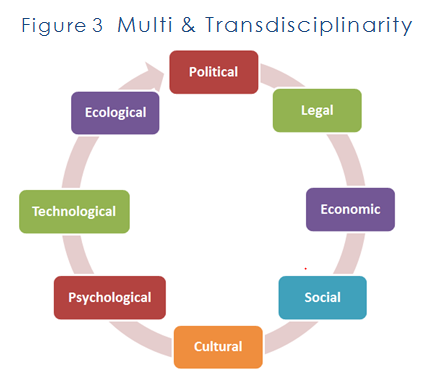 Figure 3 Multi & Transdisciplinarity
Political
Legal
Economic
Social
Cultural
Psychological
Technological
Ecological